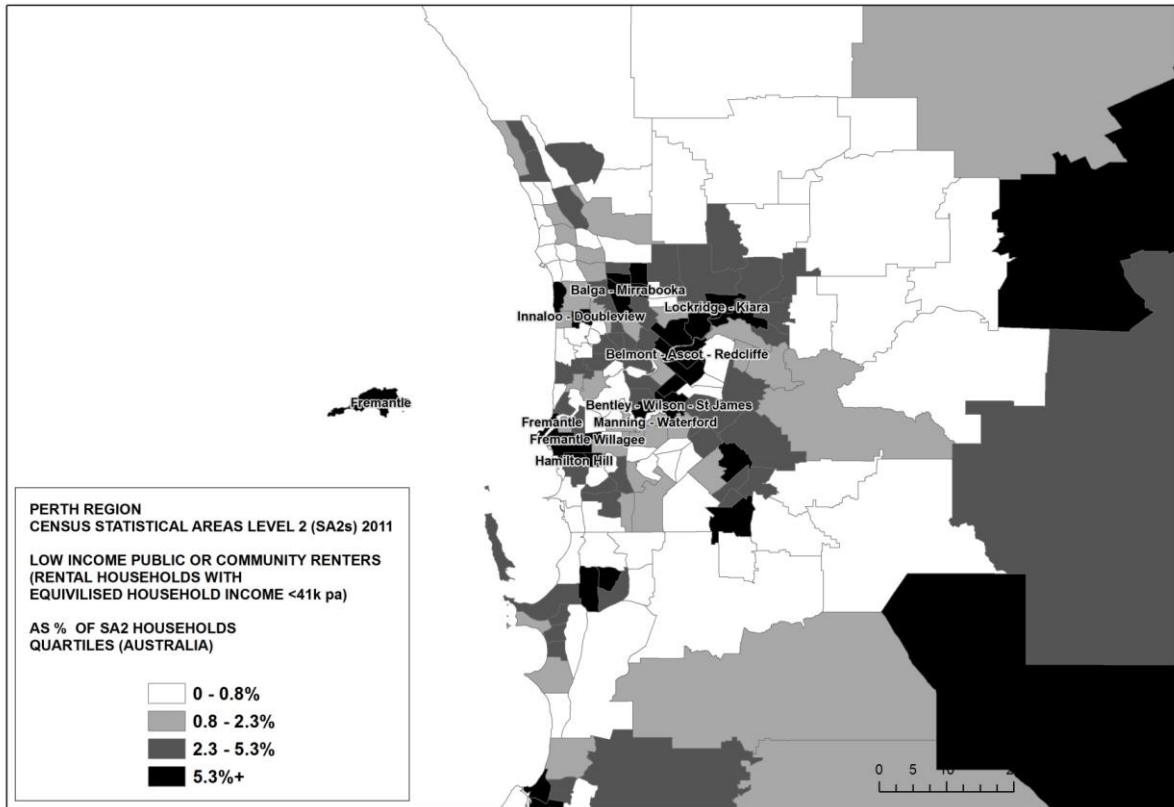 Balga - Mirrabooka
Lockridge - Kiara
Innaloo - Doubleview
Belmont - Ascot - Redcliffe
Fremantle
Bentley - Wilson - St James
Fremantle
Manning - Waterford
Fremantle Willagee
Hamilton Hill
PERTH REGION
CENSUS STATISTICAL AREAS LEVEL 2 (SA2s) 2011
LOW INCOME PUBLIC OR COMMUNITY RENTERS
(RENTAL HOUSEHOLDS WITH
EQUIVILISED HOUSEHOLD INCOME <41k pa)
AS % OF SA2 HOUSEHOLDS
QUARTILES (AUSTRALIA)
0 - 0.8%
0.8 - 2.3%
2.3 - 5.3%
5.3%+
0 5 10